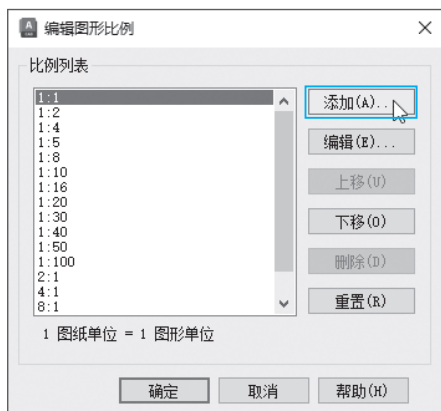 编辑图形比例
比例列表
1:1
1:2
1:4
1:5
1:8
1:10
1:16
1:20
1:30
1:40
1:50
1:100
2:1
4:1
8:1
添加(A)...
编辑(E)...
上移(U)
下移(O)
删除(D)
重置(R)
1 图纸单位 = 1 图形单位
确定
取消
帮助(H)